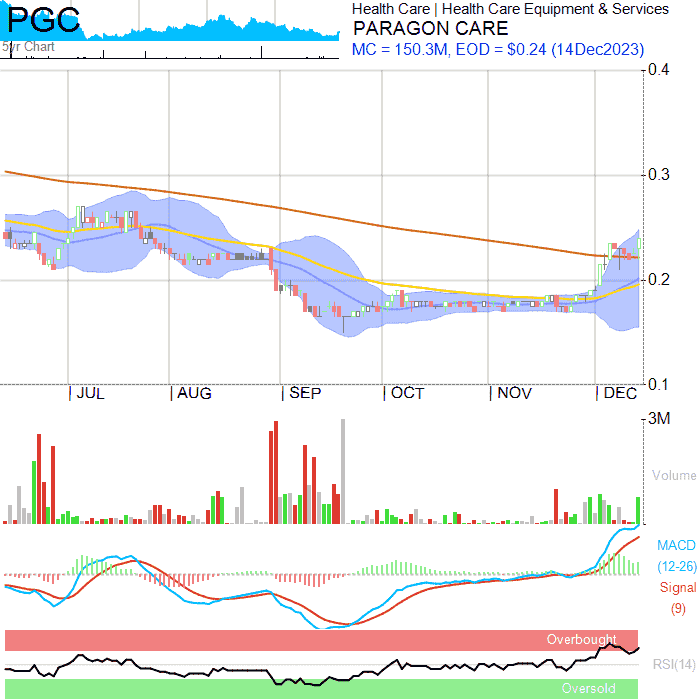 PGC
5yr Chart
Health Care | Health Care Equipment & Services
PARAGON CARE
MC = 150.3M, EOD = $0.24 (14Dec2023)
0.4
0.3
0.2
0.1
| JUL | AUG | SEP | OCT | NOV | DEC
3M
Volume
MACD
(12-26)
Signal
(9)
Overbought
RSI(14)
Oversold